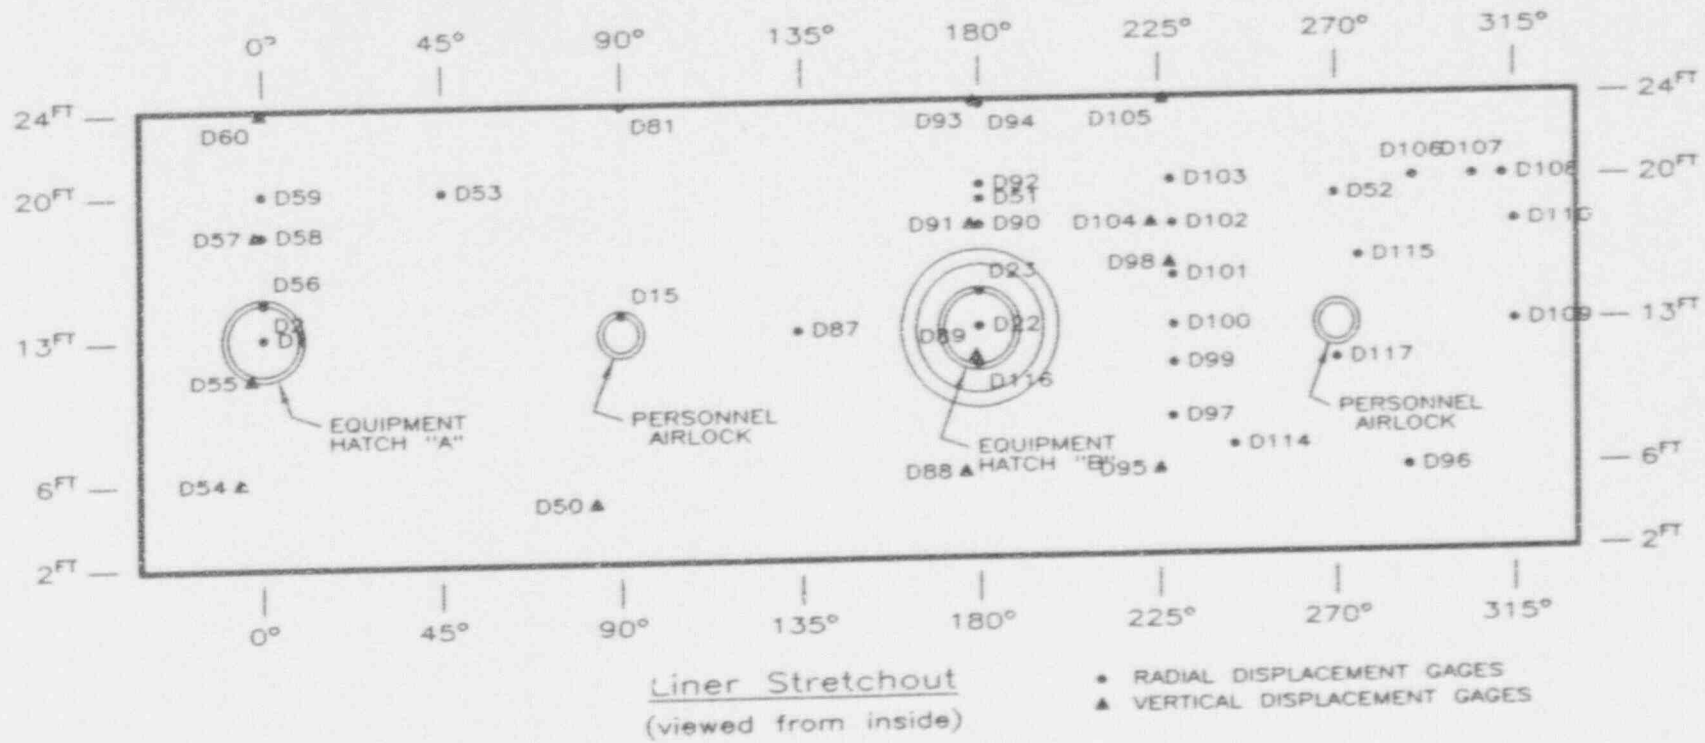 0° 45° 90° 135° 180° 225° 270° 315°
24FT 24FT
D60 D81 D93 D94 D105
D106 D107
20FT D59 D53 D92 D51 D103 D52 D108 20FT
D57 D58 D91 D90 D104 D102 D110
D98 D101 D115
D56 D15 D23
D2 D1 D87 D89 D22 D100 D109
13FT 13FT
D55 D116 D99 D117
EQUIPMENT
HATCH "A"
PERSONNEL
AIRLOCK
EQUIPMENT
HATCH "B"
PERSONNEL
AIRLOCK
D97 D114
6FT D54 D50 D88 D95 D96 6FT
2FT 2FT
0° 45° 90° 135° 180° 225° 270° 315°
Liner Stretchout
(viewed from inside)
• RADIAL DISPLACEMENT GAGES
▲ VERTICAL DISPLACEMENT GAGES